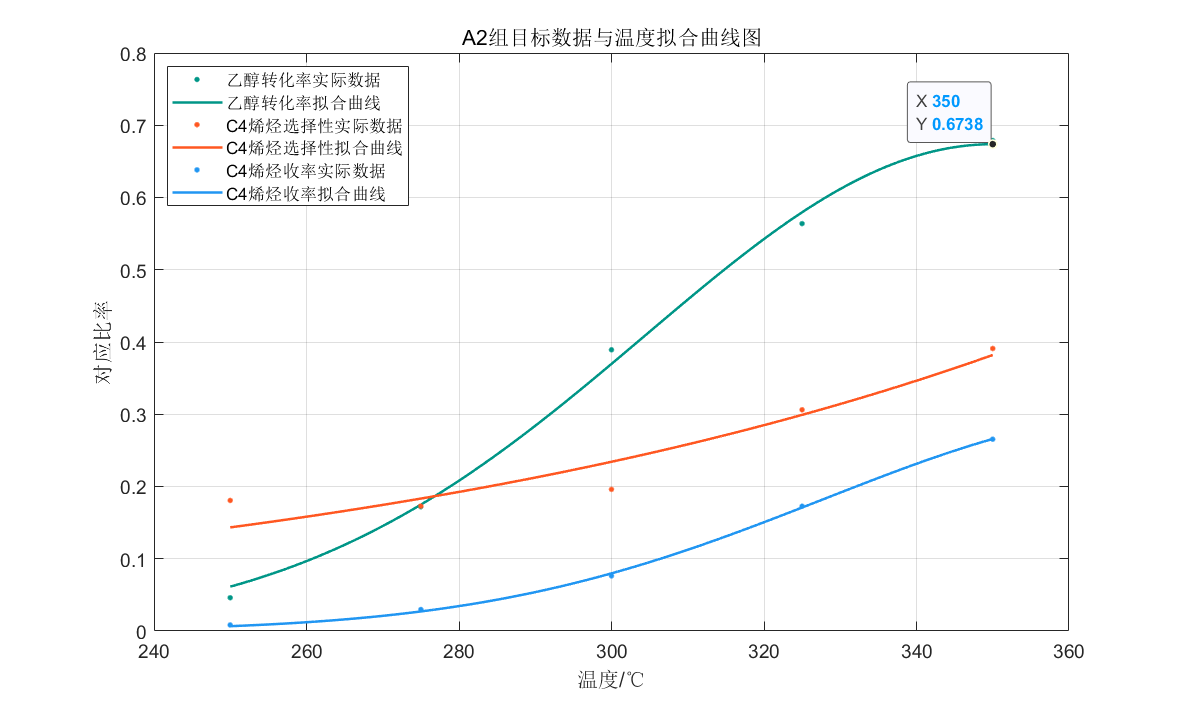 A2组目标数据与温度拟合曲线图
0.8
0.7
0.6
0.5
0.4
0.3
0.2
0.1
0
对应比率
乙醇转化率实际数据
乙醇转化率拟合曲线
C4烯烃选择性实际数据
C4烯烃选择性拟合曲线
C4烯烃收率实际数据
C4烯烃收率拟合曲线
X 350
Y 0.6738
240 260 280 300 320 340 360
温度/℃